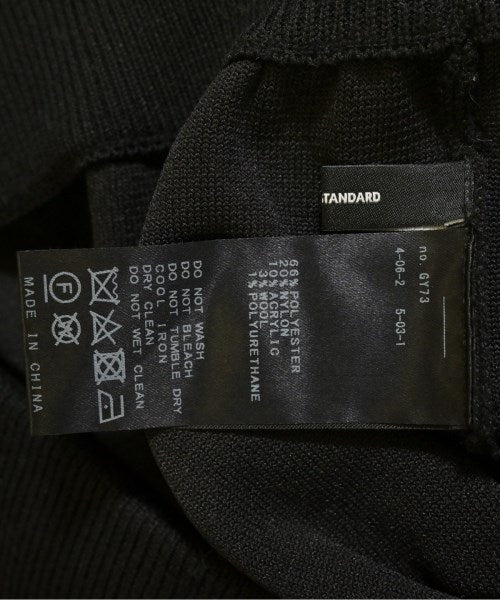 STANDARD
no. GY73
4-06-2 5-03-1
66% POLYESTER
20% NYLON
10% ACRYLIC
3% WOOL
1% POLYURETHANE
DO NOT WASH
DO NOT BLEACH
DO NOT TUMBLE DRY
COOL IRON
DRY CLEAN
DO NOT WET CLEAN
F
MADE IN CHINA